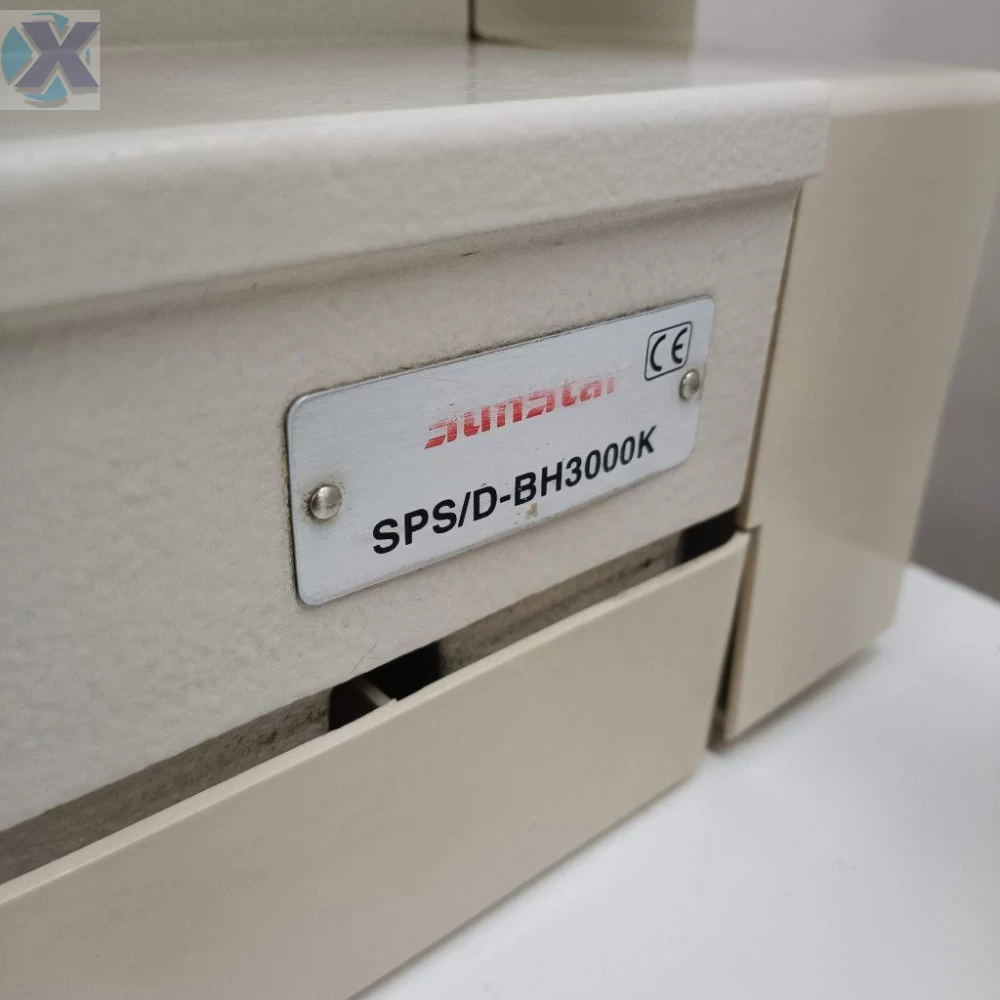 X
CE
SunStar
SPS/D-BH3000K